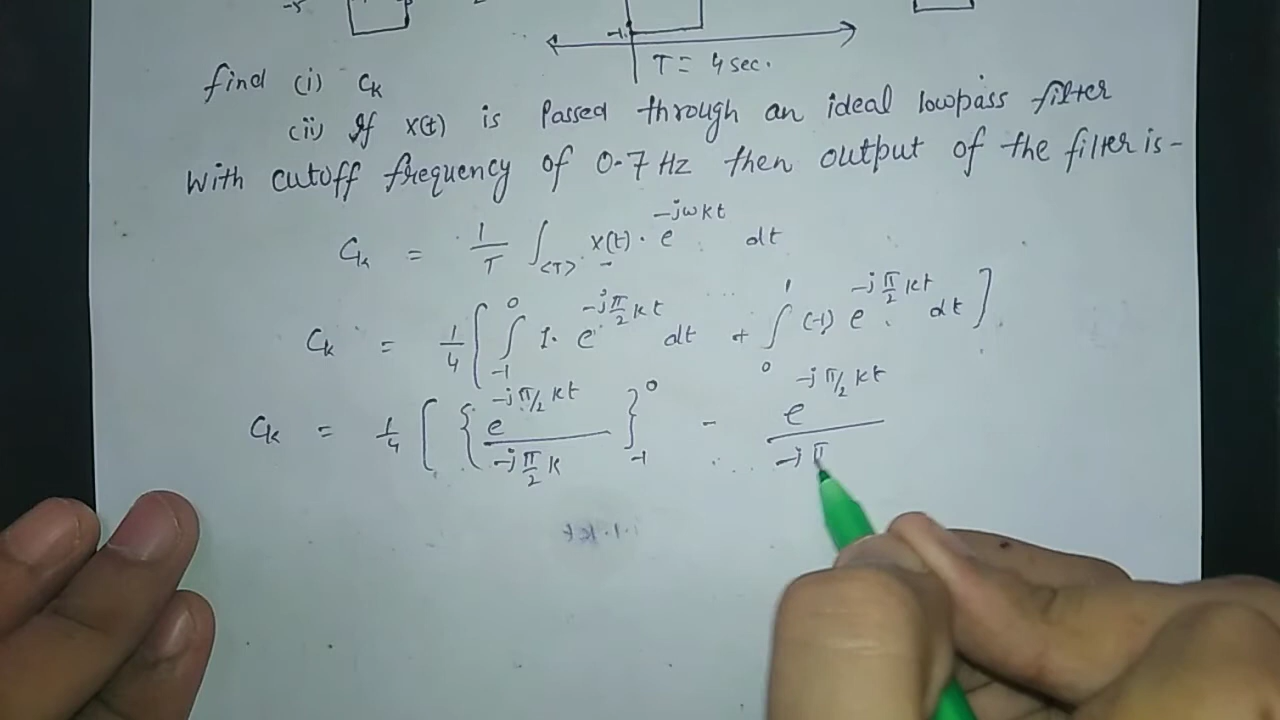 -5
-1
T = 4 sec.
find (i) Ck
(ii) If x(t) is Passed through an ideal lowpass filter
with cutoff frequency of 0.7 Hz then output of the filter is -
Ck = 1/T ∫<T> x(t) · e^-jωkt dt
Ck = 1/4 [ ∫_-1^0 1. e^-jπ/2 kt dt + ∫_0^1 (-1) e^-jπ/2 kt dt ]
Ck = 1/4 [ { e^-jπ/2 kt / -jπ/2 k }_-1^0 - e^-jπ/2 kt / -jπ